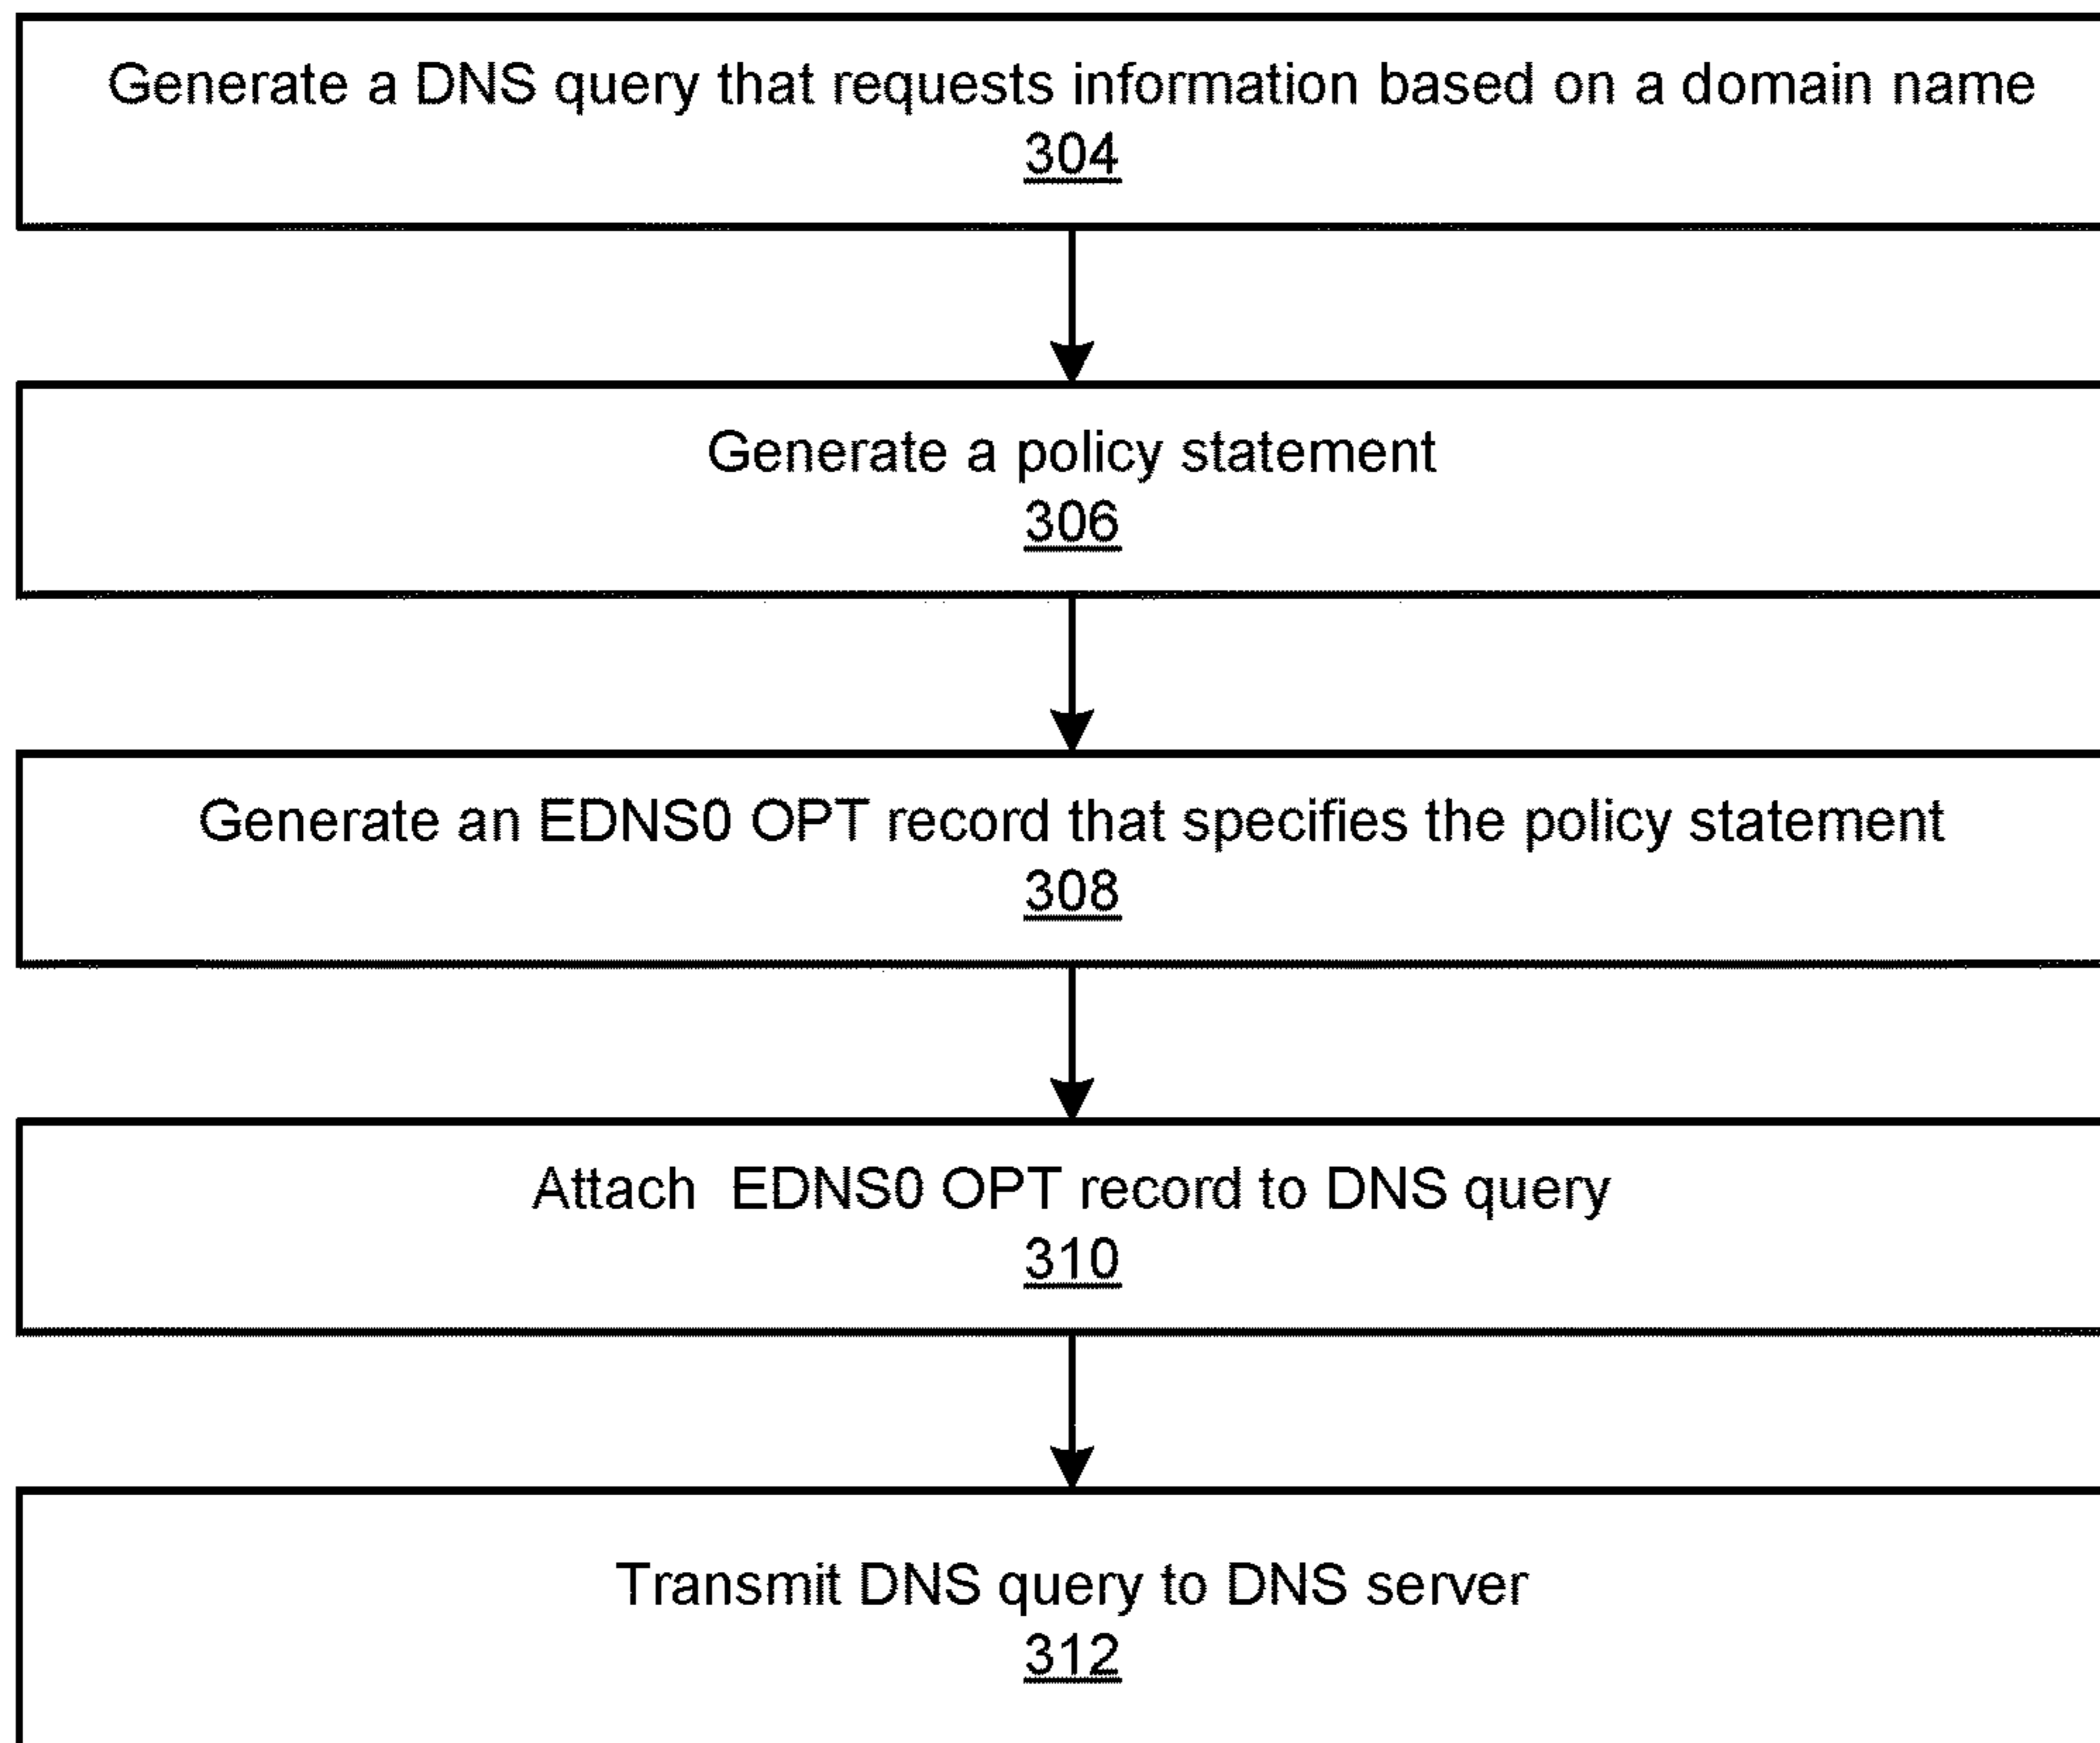 Generate a DNS query that requests information based on a domain name
304
Generate a policy statement
306
Generate an EDNS0 OPT record that specifies the policy statement
308
Attach EDNS0 OPT record to DNS query
310
Transmit DNS query to DNS server
312